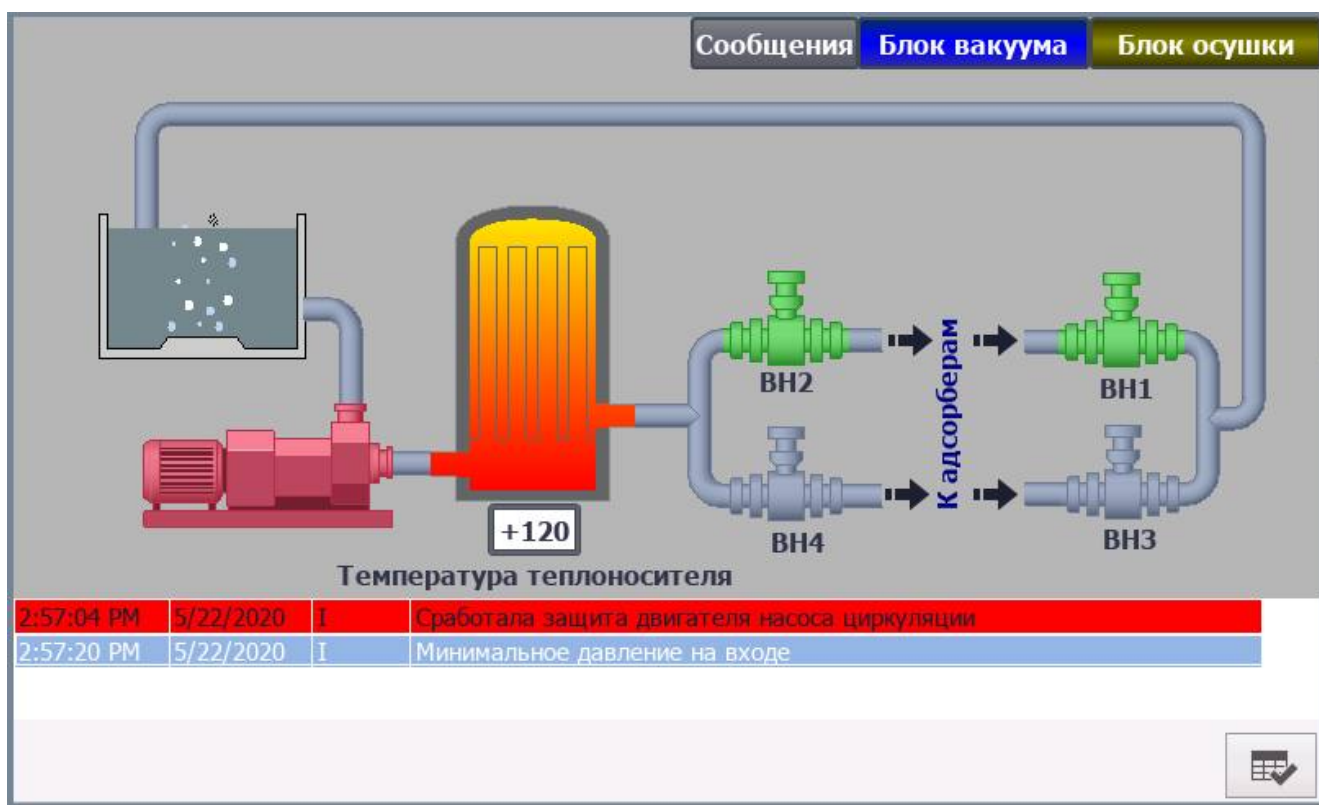 Сообщения Блок вакуума Блок осушки
ВН2
ВН1
К адсорберам
ВН4
ВН3
+120
Температура теплоносителя
2:57:04 PM 5/22/2020 I Сработала защита двигателя насоса циркуляции
2:57:20 PM 5/22/2020 I Минимальное давление на входе